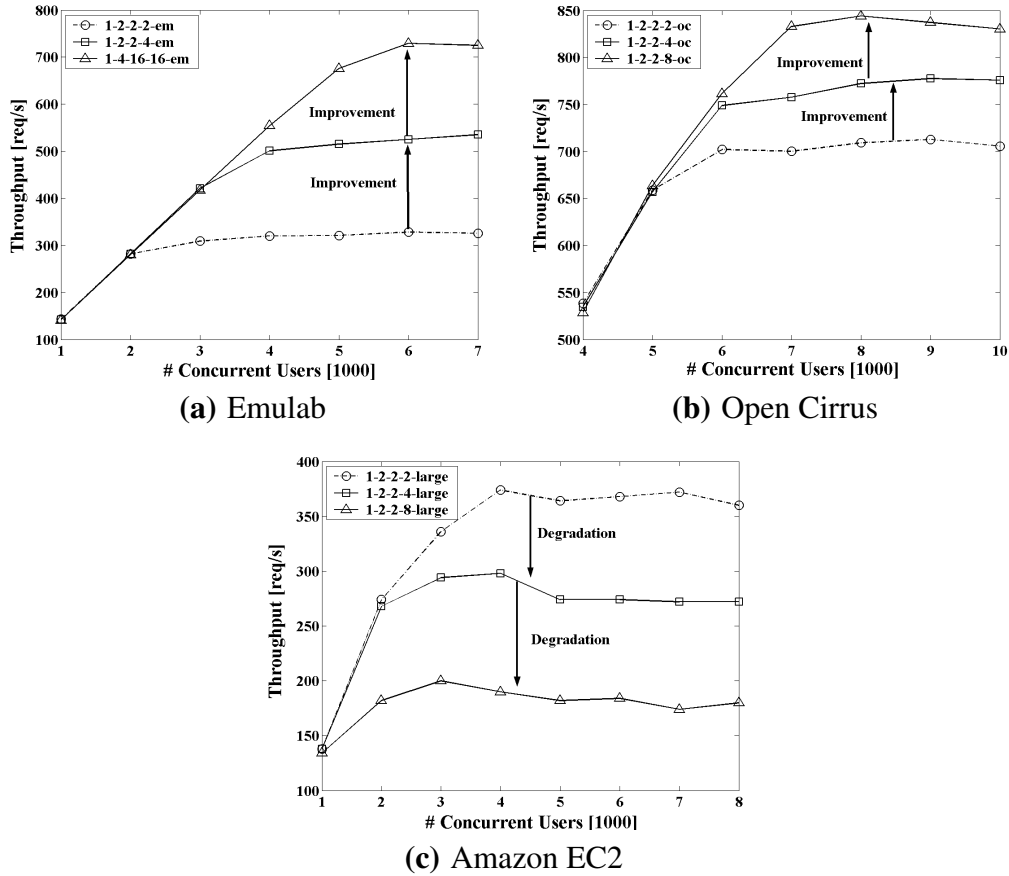 800
700
600
500
400
300
200
100
Throughput [req/s]
1-2-2-2-em
1-2-2-4-em
1-4-16-16-em
Improvement
Improvement
1 2 3 4 5 6 7
# Concurrent Users [1000]
(a) Emulab
850
800
750
700
650
600
550
500
Throughput [req/s]
1-2-2-2-oc
1-2-2-4-oc
1-2-2-8-oc
Improvement
Improvement
4 5 6 7 8 9 10
# Concurrent Users [1000]
(b) Open Cirrus
400
350
300
250
200
150
100
Throughput [req/s]
1-2-2-2-large
1-2-2-4-large
1-2-2-8-large
Degradation
Degradation
1 2 3 4 5 6 7 8
# Concurrent Users [1000]
(c) Amazon EC2